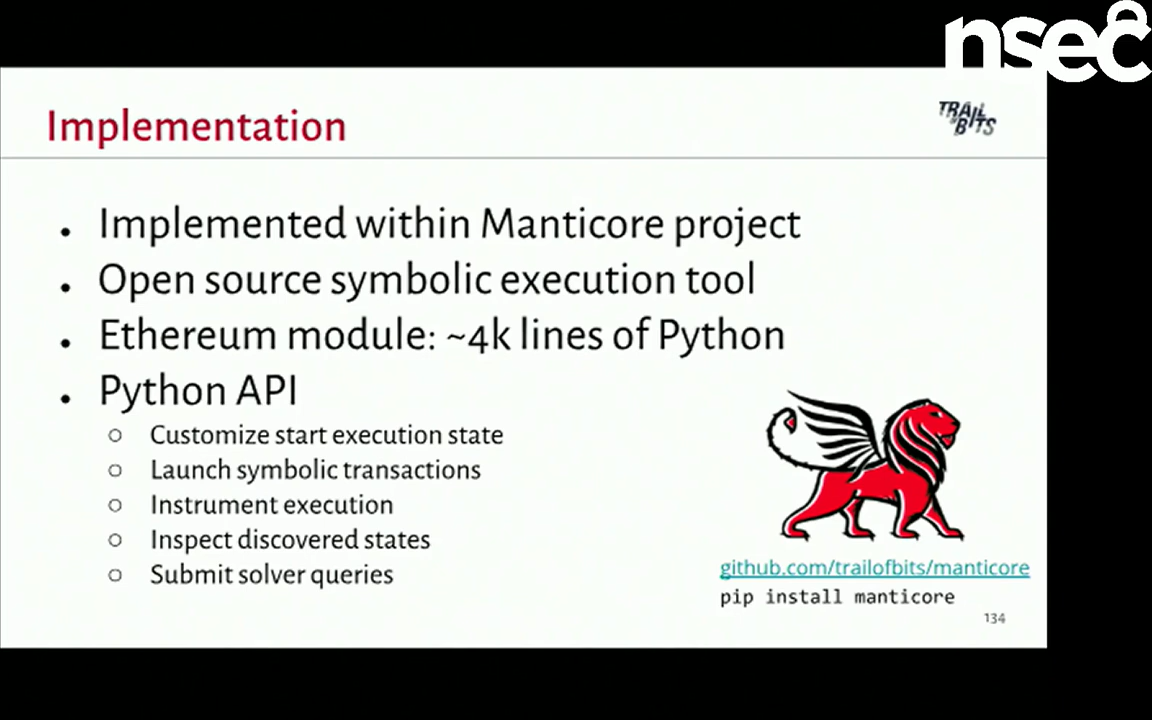 nsec
Implementation
TRAIL
OF BITS
• Implemented within Manticore project
• Open source symbolic execution tool
• Ethereum module: ~4k lines of Python
• Python API
○ Customize start execution state
○ Launch symbolic transactions
○ Instrument execution
○ Inspect discovered states
○ Submit solver queries
github.com/trailofbits/manticore
pip install manticore
134